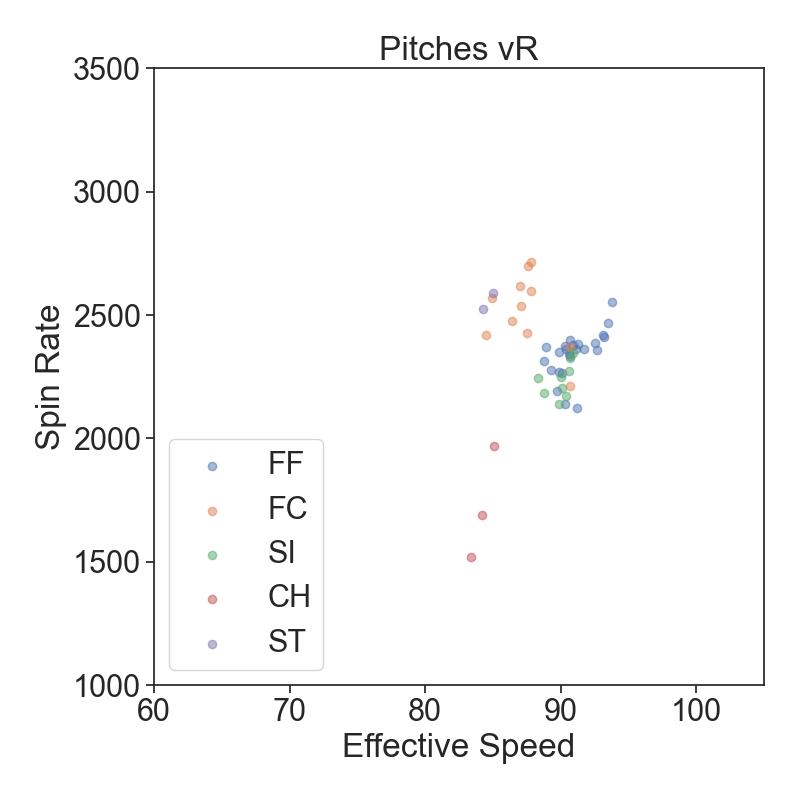 Pitches vR
3500
3000
2500
2000
1500
1000
Spin Rate
FF
FC
SI
CH
ST
60 70 80 90 100
Effective Speed